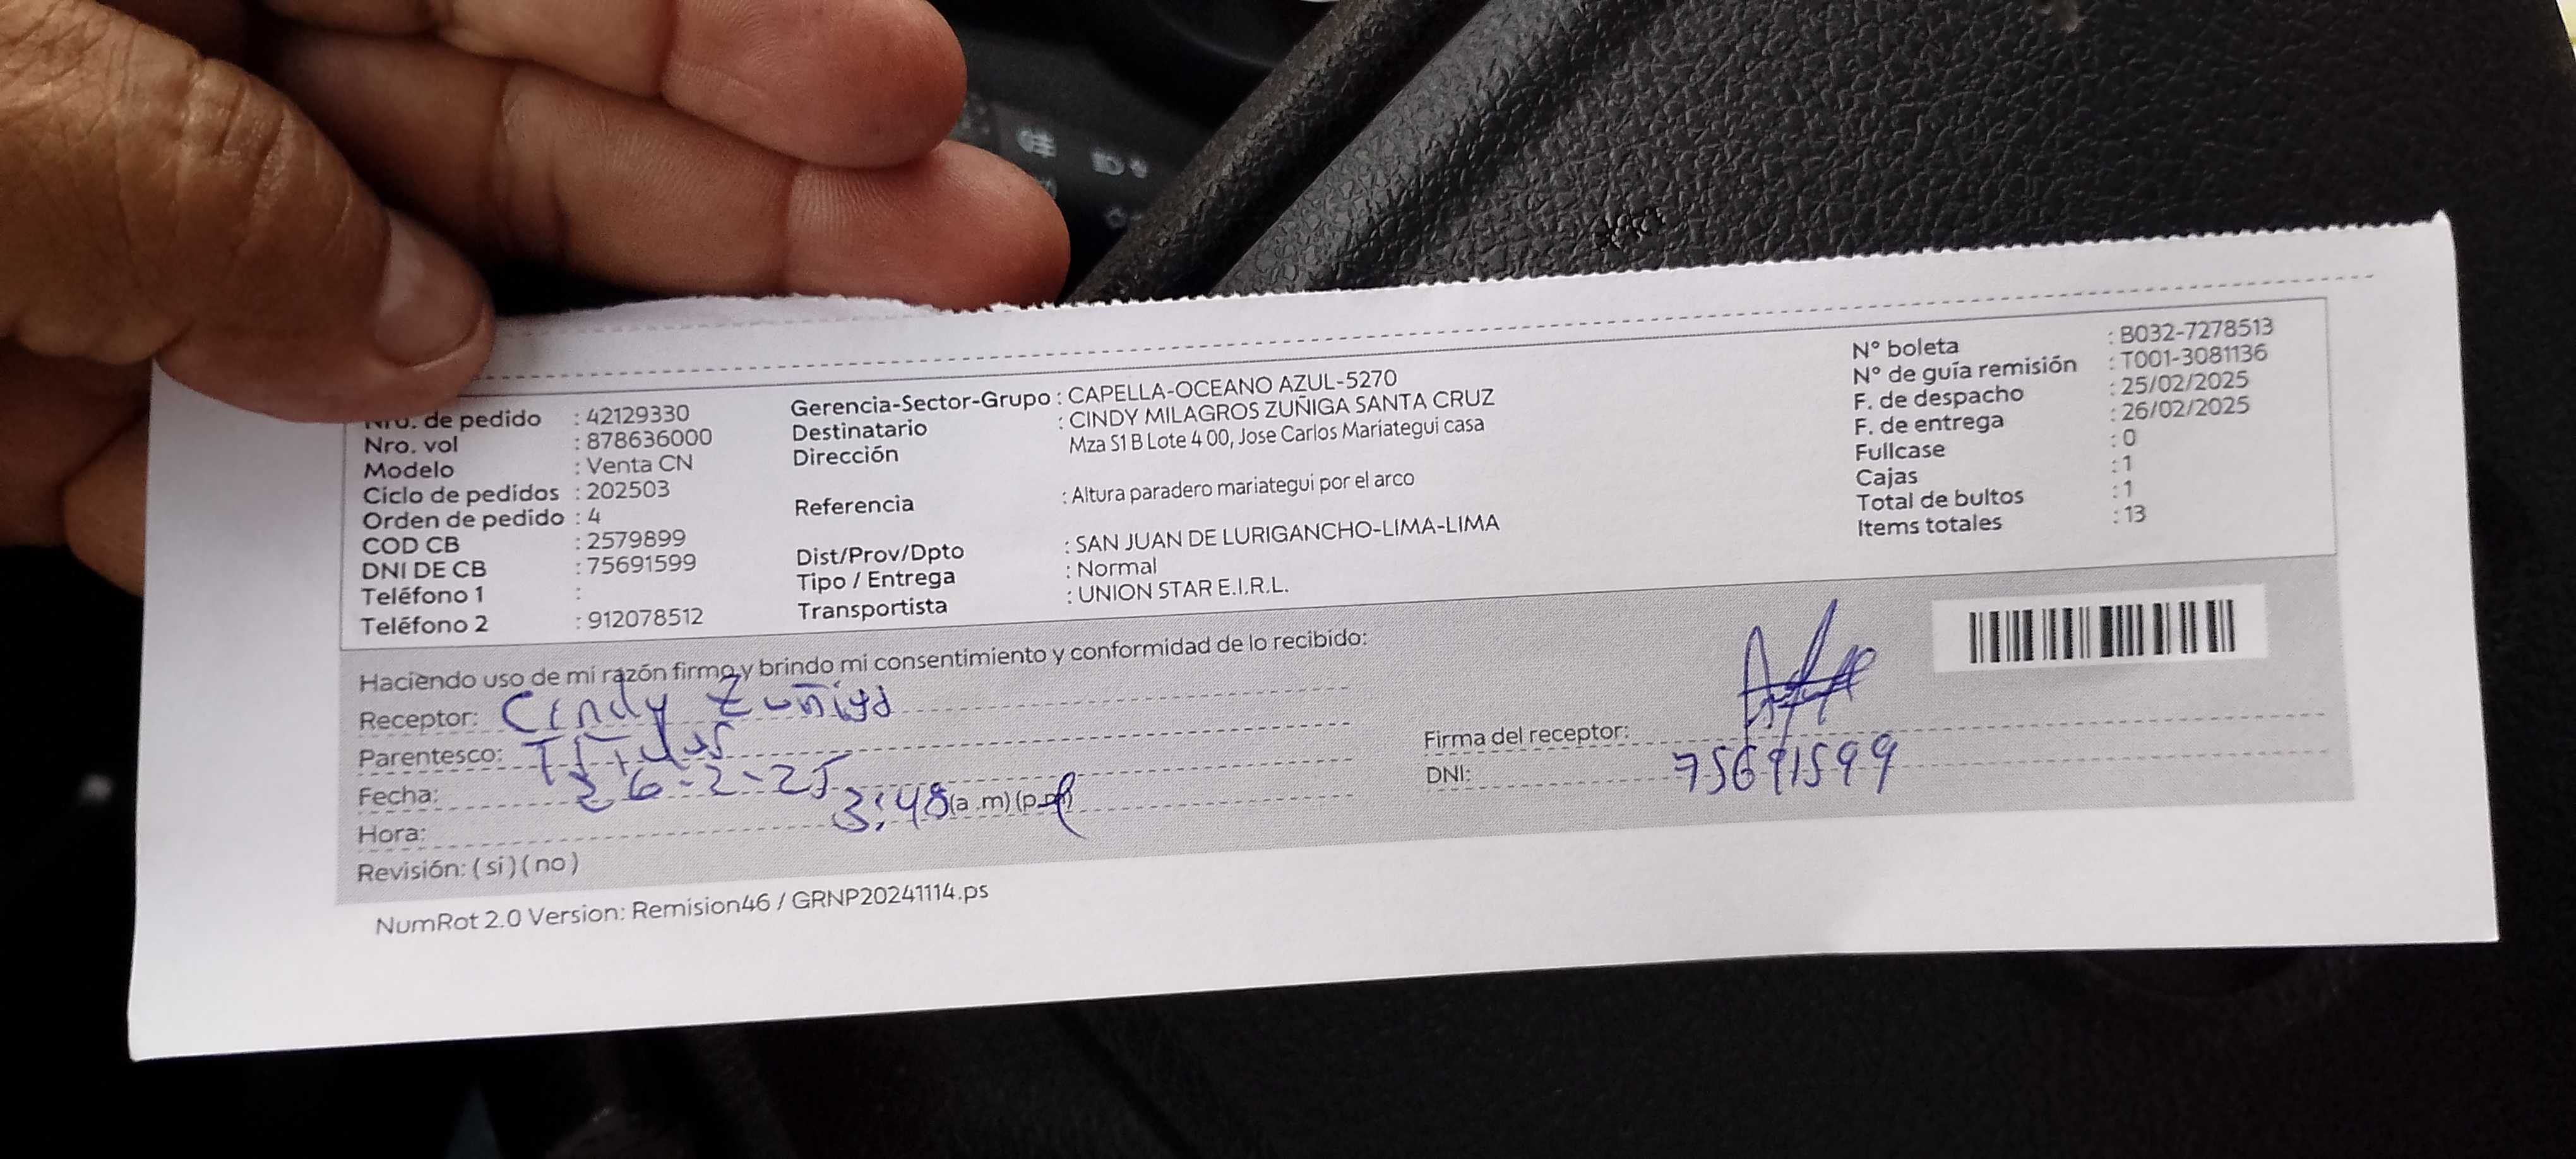 Nro. de pedido : 42129330
Nro. vol : 878636000
Modelo : Venta CN
Ciclo de pedidos : 202503
Orden de pedido : 4
COD CB : 2579899
DNI DE CB : 75691599
Teléfono 1 :
Teléfono 2 : 912078512
Gerencia-Sector-Grupo : CAPELLA-OCEANO AZUL-5270
Destinatario : CINDY MILAGROS ZUÑIGA SANTA CRUZ
Dirección Mza S1 B Lote 4 00, Jose Carlos Mariategui casa
Referencia : Altura paradero mariategui por el arco
Dist/Prov/Dpto : SAN JUAN DE LURIGANCHO-LIMA-LIMA
Tipo / Entrega : Normal
Transportista : UNION STAR E.I.R.L.
N° boleta : B032-7278513
N° de guía remisión : T001-3081136
F. de despacho : 25/02/2025
F. de entrega : 26/02/2025
Fullcase : 0
Cajas : 1
Total de bultos : 1
Items totales : 13
Haciendo uso de mi razón firmo y brindo mi consentimiento y conformidad de lo recibido:
Receptor: Cindy Zuñiga
Parentesco:
Fecha: 26-2-25
Hora: 3:48 (a.m) (p.m)
Revisión: (si) (no)
Firma del receptor:
DNI: 75691599
NumRot 2.0 Version: Remision46 / GRNP20241114.ps